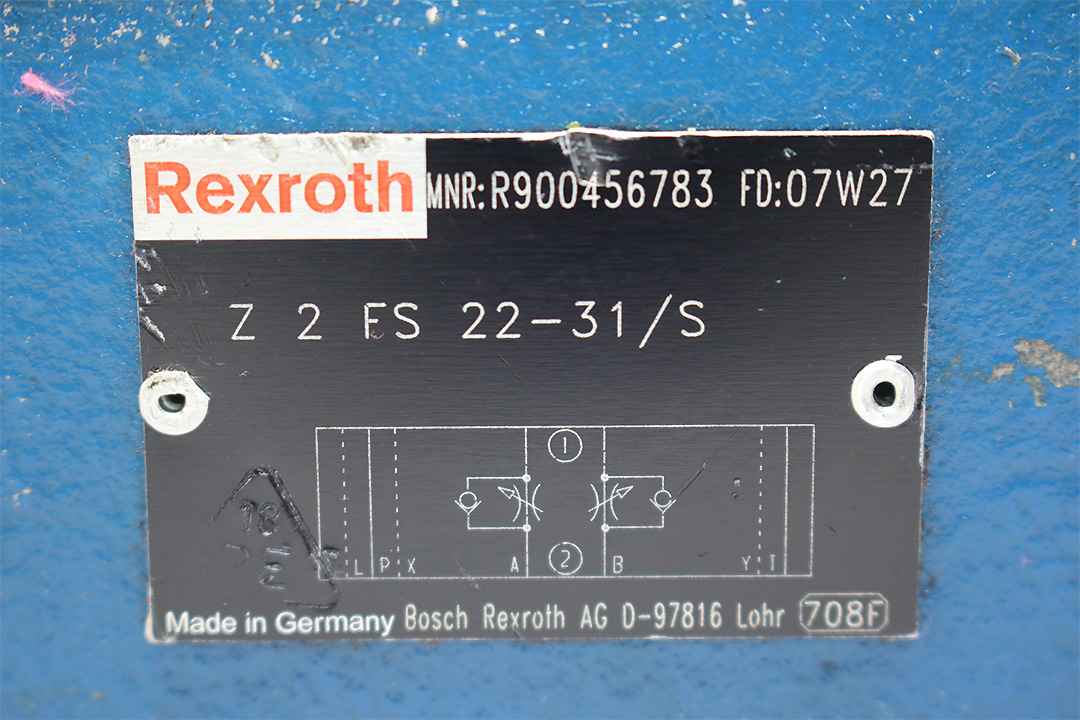 Rexroth MNR:R900456783 FD:07W27
Z 2 FS 22-31/S
1
2
L P X A B Y T
18
E
Made in Germany Bosch Rexroth AG D-97816 Lohr 708F